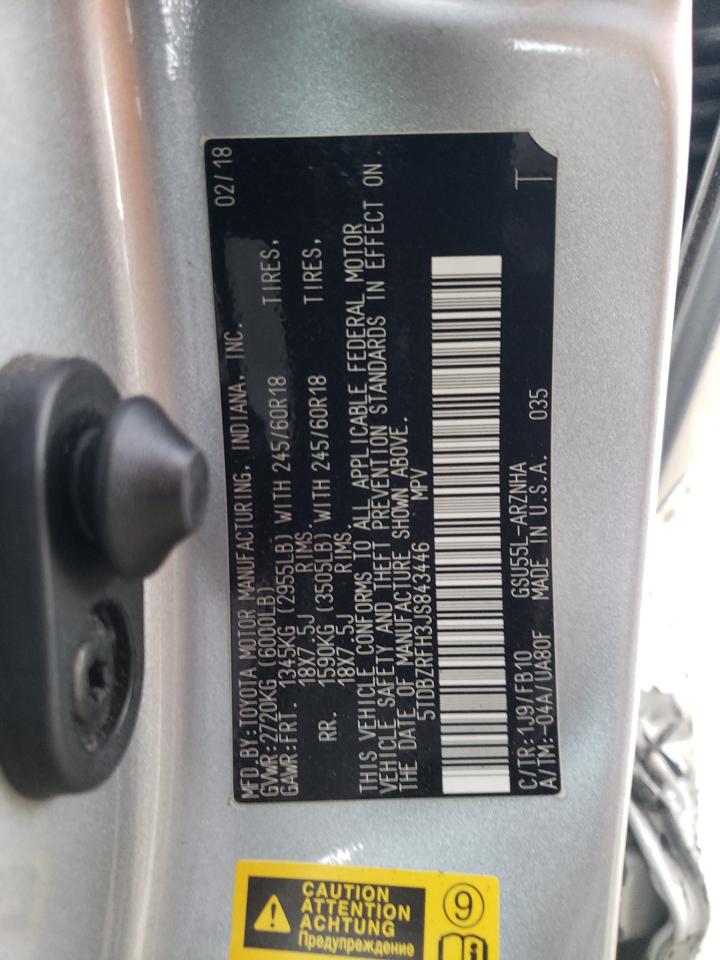 MFD.BY:TOYOTA MOTOR MANUFACTURING, INDIANA, INC. 02/18
GVWR:2720KG (6000LB)
GAWR:FRT. 1345KG (2955LB) WITH 245/60R18 TIRES,
18X7.5J RIMS.
RR. 1590KG (3505LB) WITH 245/60R18 TIRES,
18X7.5J RIMS.
THIS VEHICLE CONFORMS TO ALL APPLICABLE FEDERAL MOTOR
VEHICLE SAFETY AND THEFT PREVENTION STANDARDS IN EFFECT ON
THE DATE OF MANUFACTURE SHOWN ABOVE.
5TDBZRFH3JS843446 MPV
C/TR:1J9/FB10 GSU55L-ARZNHA
A/TM:-04A/UA80F MADE IN U.S.A. 035
T
CAUTION
ATTENTION
ACHTUNG
Предупреждение
9